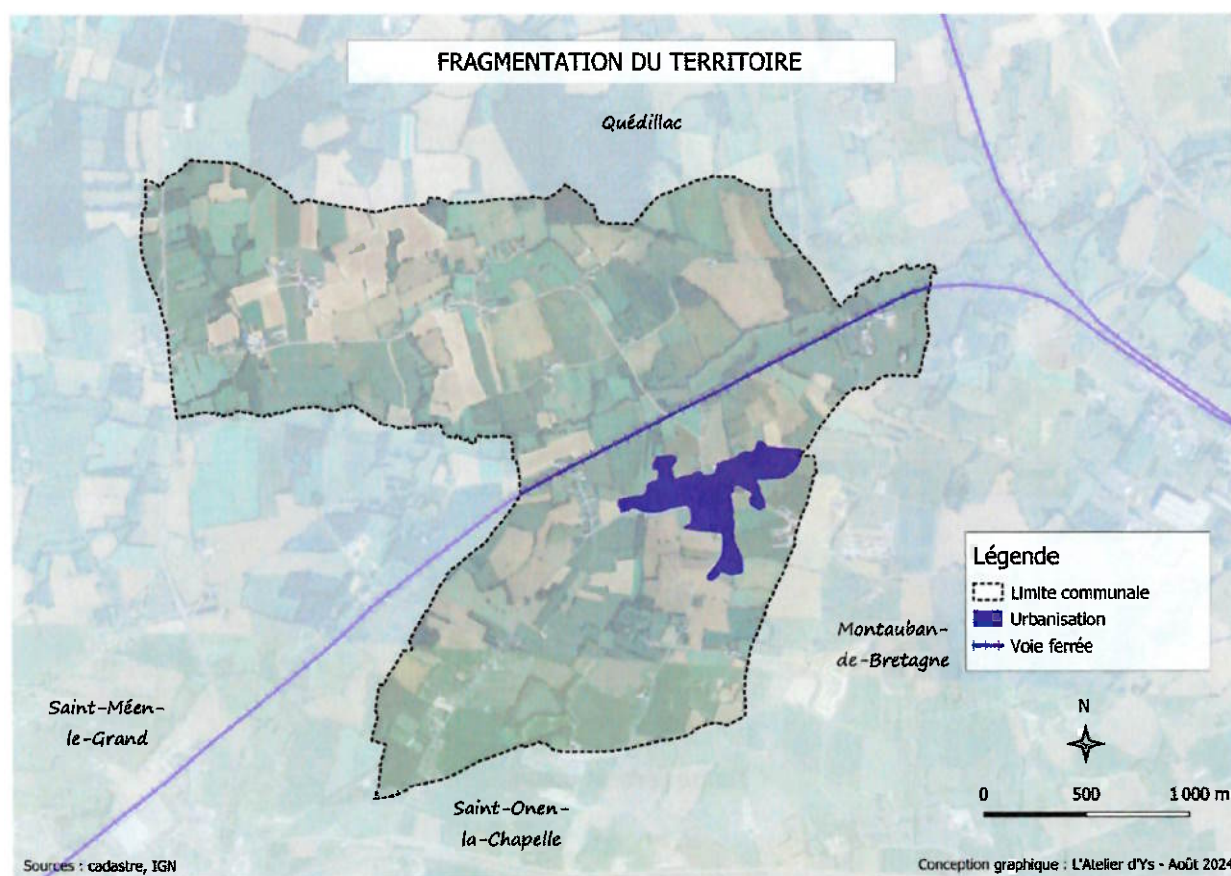 FRAGMENTATION DU TERRITOIRE
Quédillac
Légende
Limite communale
Urbanisation
Voie ferrée
Montauban-
de-Bretagne
Saint-Méen-
le-Grand
N
0 500 1 000 m
Saint-Onen-
la-Chapelle
Sources : cadastre, IGN
Conception graphique : L'Atelier d'Ys - Août 2024